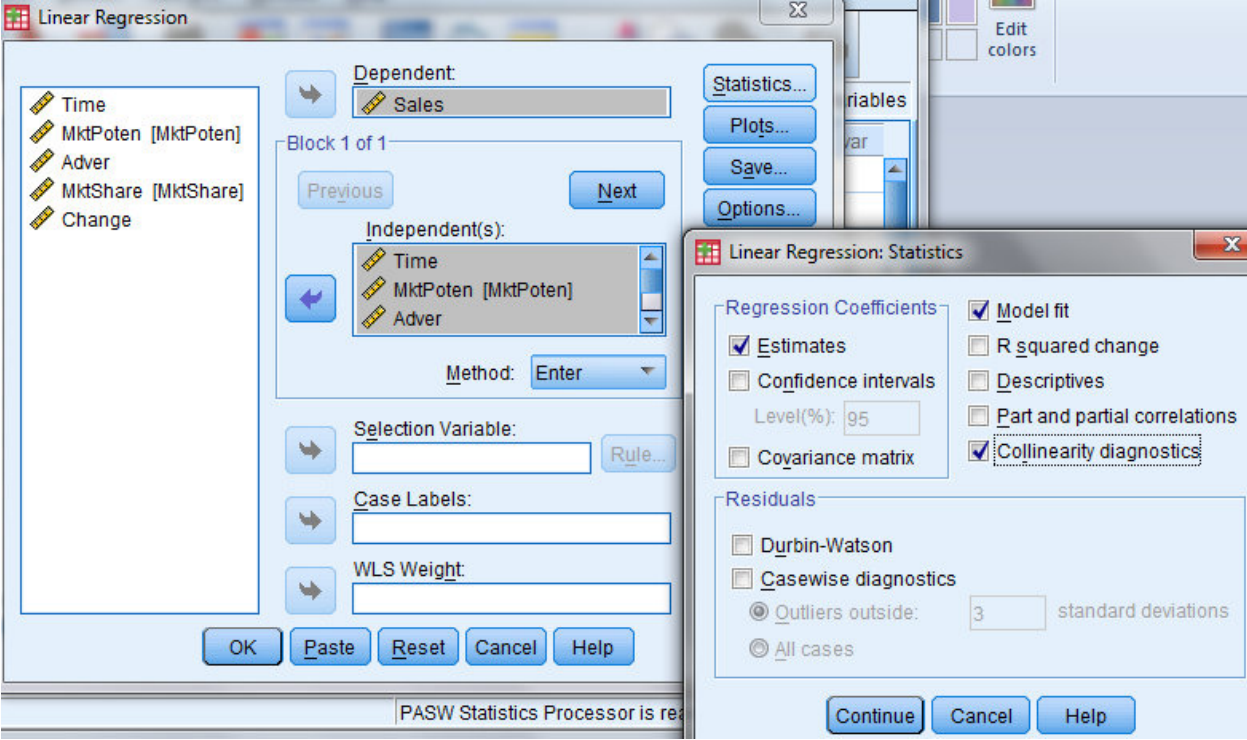 Linear Regression
Edit
colors
Time
MktPoten [MktPoten]
Adver
MktShare [MktShare]
Change
Dependent:
Sales
Block 1 of 1
Previous
Next
Independent(s):
Time
MktPoten [MktPoten]
Adver
Method: Enter
Selection Variable:
Rule...
Case Labels:
WLS Weight:
Statistics...
Plots...
Save...
Options...
OK Paste Reset Cancel Help
riables
var
PASW Statistics Processor is rea
Linear Regression: Statistics
Regression Coefficients
Estimates
Confidence intervals
Level(%): 95
Covariance matrix
Model fit
R squared change
Descriptives
Part and partial correlations
Collinearity diagnostics
Residuals
Durbin-Watson
Casewise diagnostics
Outliers outside: 3 standard deviations
All cases
Continue Cancel Help